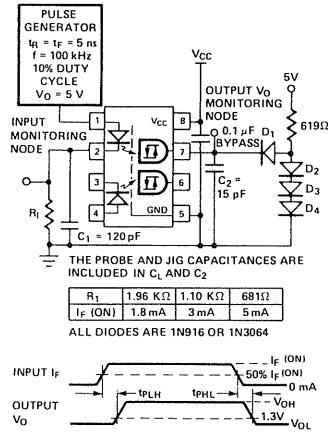 PULSE
GENERATOR
tR = tF = 5 ns
f = 100 kHz
10% DUTY
CYCLE
VO = 5 V
VCC
5V
INPUT
MONITORING
NODE
OUTPUT VO
MONITORING
NODE
1
VCC
8
0.1 μF
BYPASS
D1
619Ω
2
7
D2
3
6
C2 =
15 pF
D3
RI
4
GND
5
D4
C1 = 120 pF
THE PROBE AND JIG CAPACITANCES ARE
INCLUDED IN CL AND C2
R1 1.96 KΩ 1.10 KΩ 681Ω
IF (ON) 1.8 mA 3 mA 5 mA
ALL DIODES ARE 1N916 OR 1N3064
INPUT IF
IF (ON)
50% IF (ON)
0 mA
tPLH
tPHL
OUTPUT
VO
VOH
1.3V
VOL